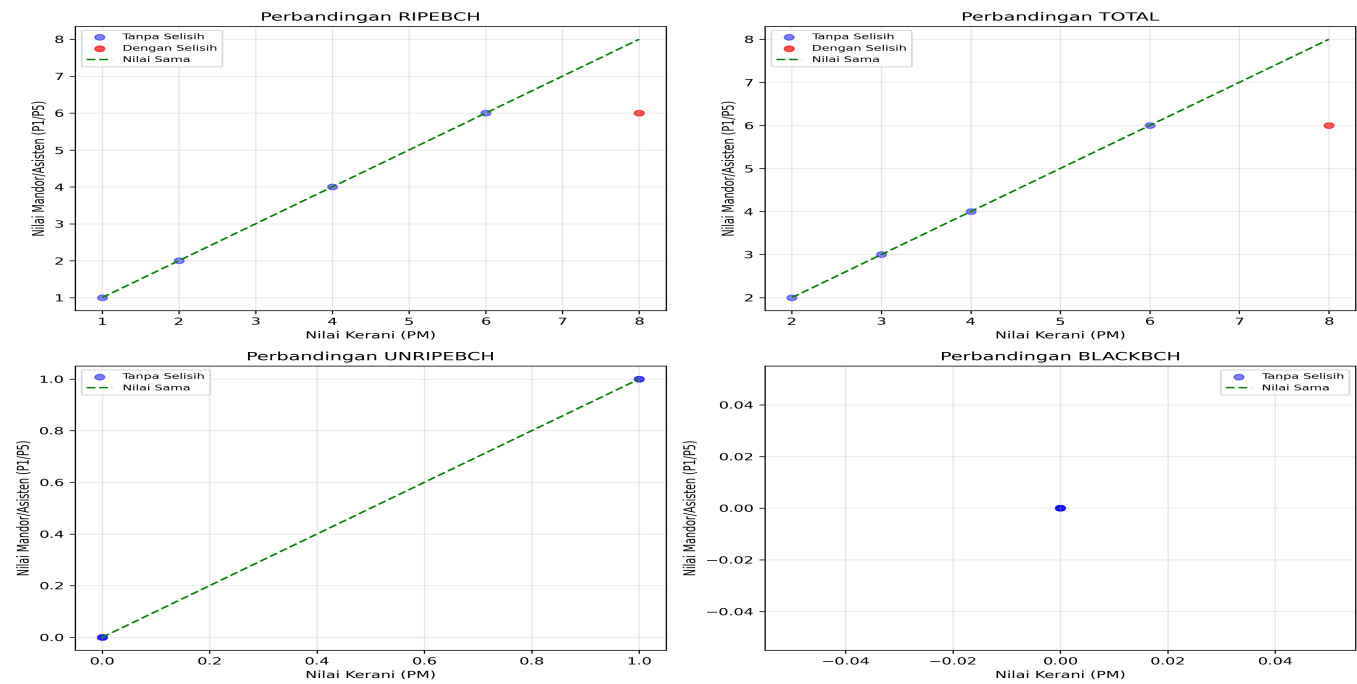 Perbandingan RIPEBCH
Tanpa Selisih
Dengan Selisih
Nilai Sama
Nilai Mandor/Asisten (P1/P5)
8
7
6
5
4
3
2
1
1 2 3 4 5 6 7 8
Nilai Kerani (PM)
Perbandingan TOTAL
Tanpa Selisih
Dengan Selisih
Nilai Sama
Nilai Mandor/Asisten (P1/P5)
8
7
6
5
4
3
2
2 3 4 5 6 7 8
Nilai Kerani (PM)
Perbandingan UNRIPEBCH
Tanpa Selisih
Nilai Sama
Nilai Mandor/Asisten (P1/P5)
1.0
0.8
0.6
0.4
0.2
0.0
0.0 0.2 0.4 0.6 0.8 1.0
Nilai Kerani (PM)
Perbandingan BLACKBCH
Tanpa Selisih
Nilai Sama
Nilai Mandor/Asisten (P1/P5)
0.04
0.02
0.00
−0.02
−0.04
−0.04 −0.02 0.00 0.02 0.04
Nilai Kerani (PM)